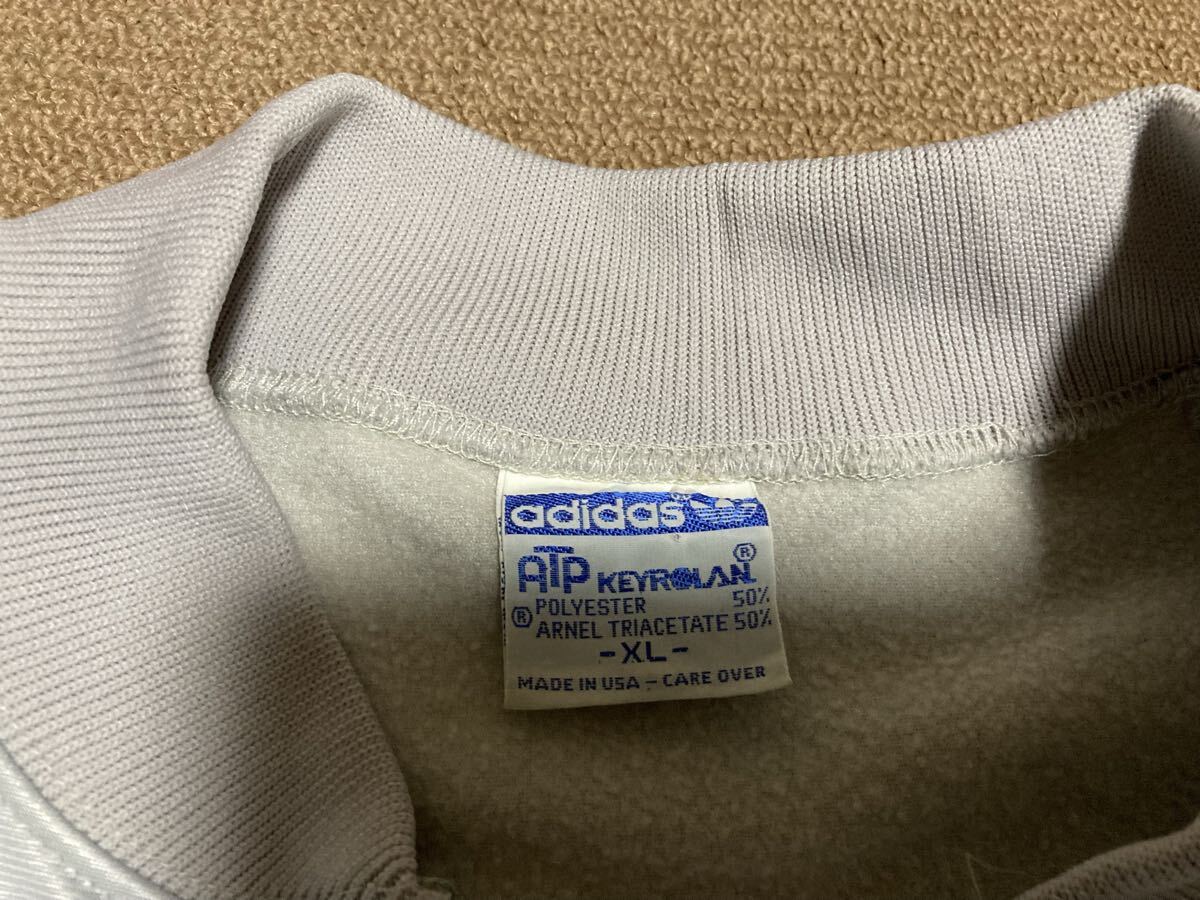 adidas
ATP KEYROLAN ®
POLYESTER 50%
® ARNEL TRIACETATE 50%
-XL-
MADE IN USA - CARE OVER